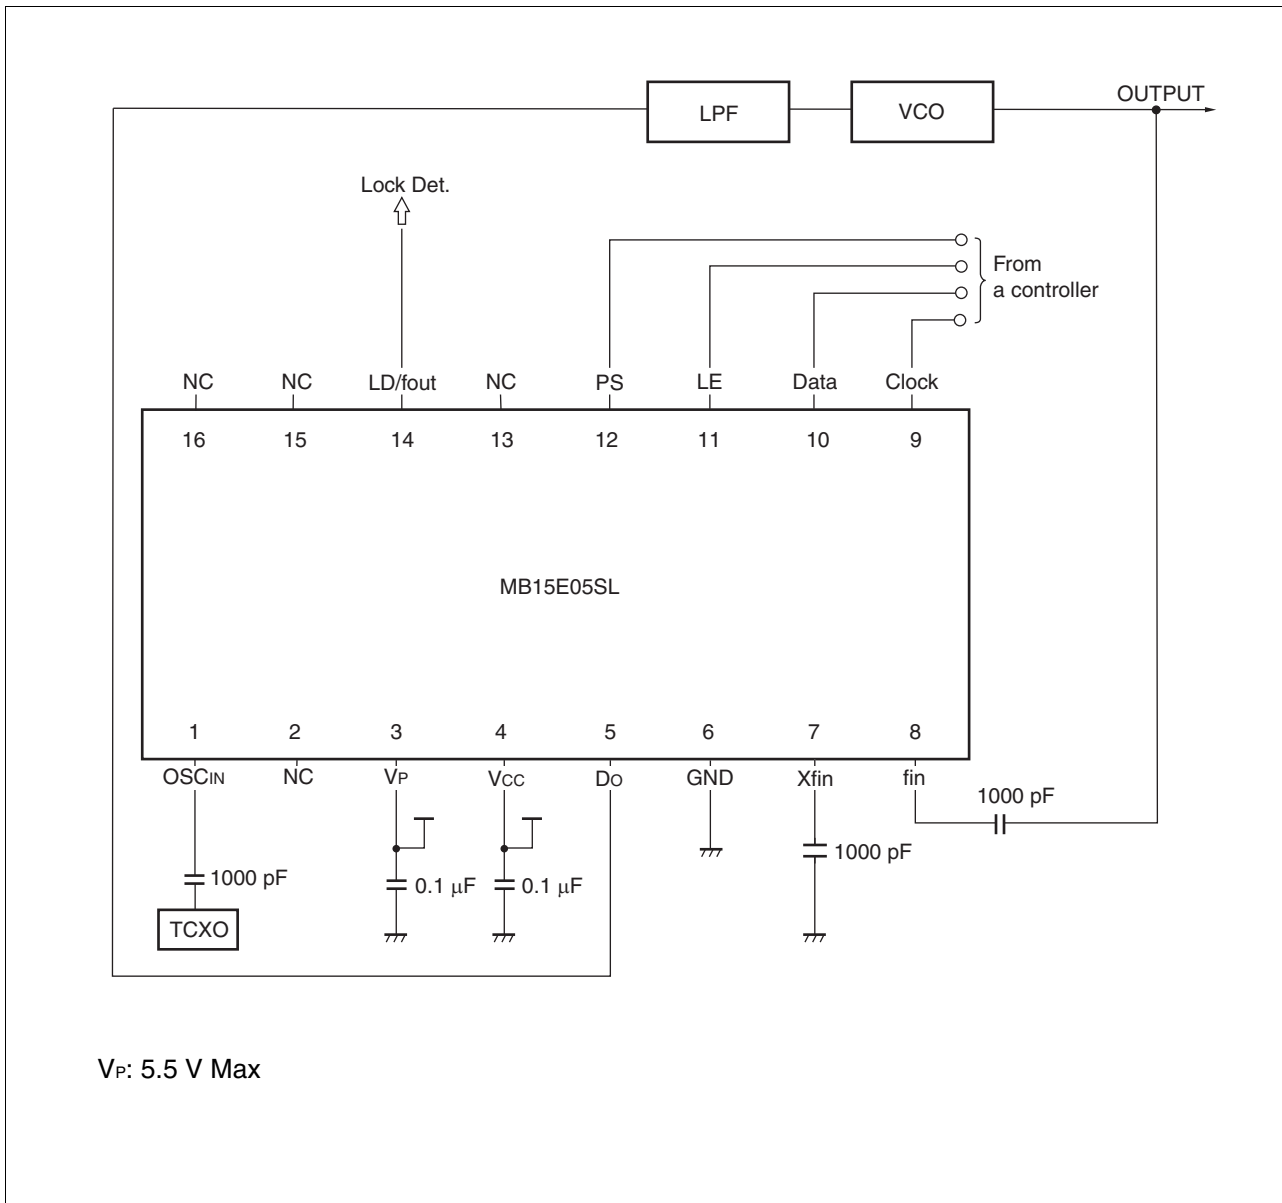 OUTPUT
LPF VCO
Lock Det.
From
a controller
NC NC LD/fout NC PS LE Data Clock
16 15 14 13 12 11 10 9
MB15E05SL
1 2 3 4 5 6 7 8
OSCIN NC VP VCC DO GND Xfin fin
1000 pF
1000 pF
1000 pF 0.1 μF 0.1 μF
TCXO
VP: 5.5 V Max